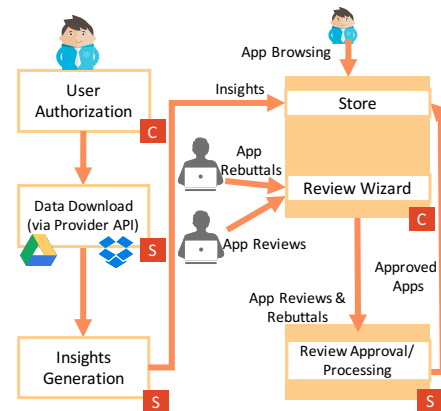 App Browsing
User
Authorization
C
Insights
Store
App
Rebuttals
Review Wizard
C
Data Download
(via Provider API)
S
App Reviews
Approved
Apps
App Reviews &
Rebuttals
Insights
Generation
S
Review Approval/
Processing
S